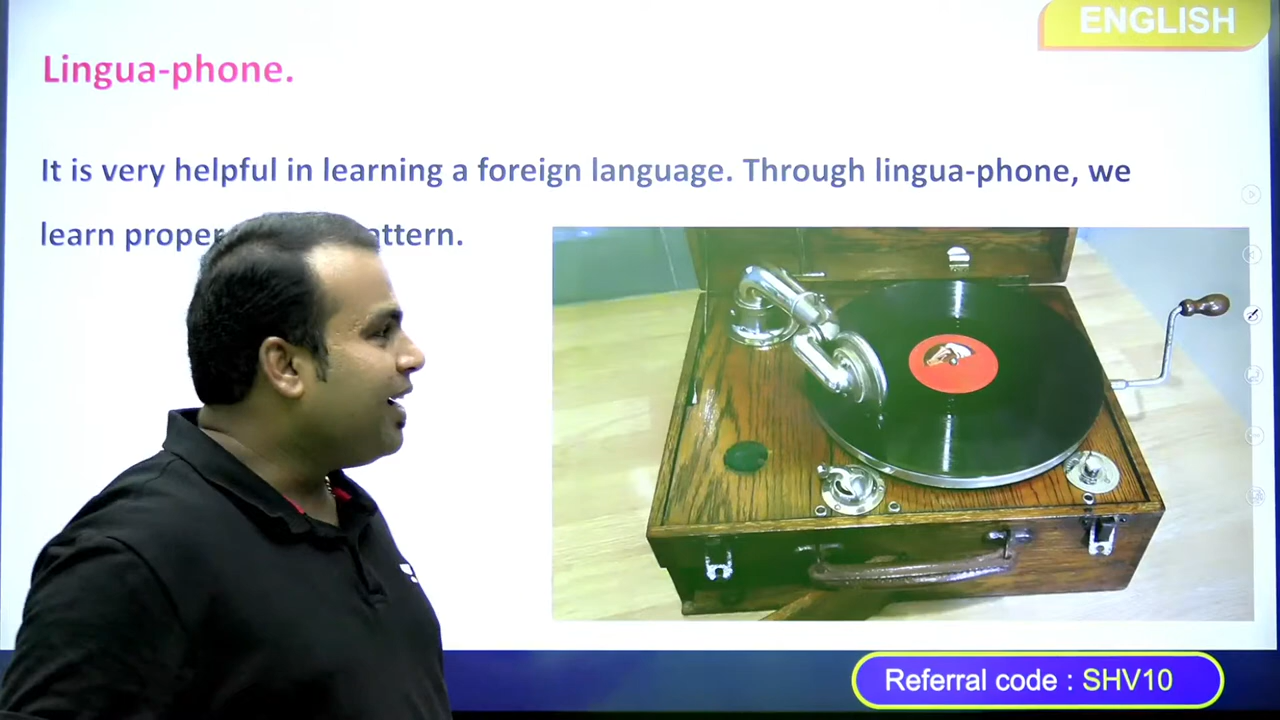 ENGLISH
Lingua-phone.
It is very helpful in learning a foreign language. Through lingua-phone, we
learn proper
Referral code : SHV10